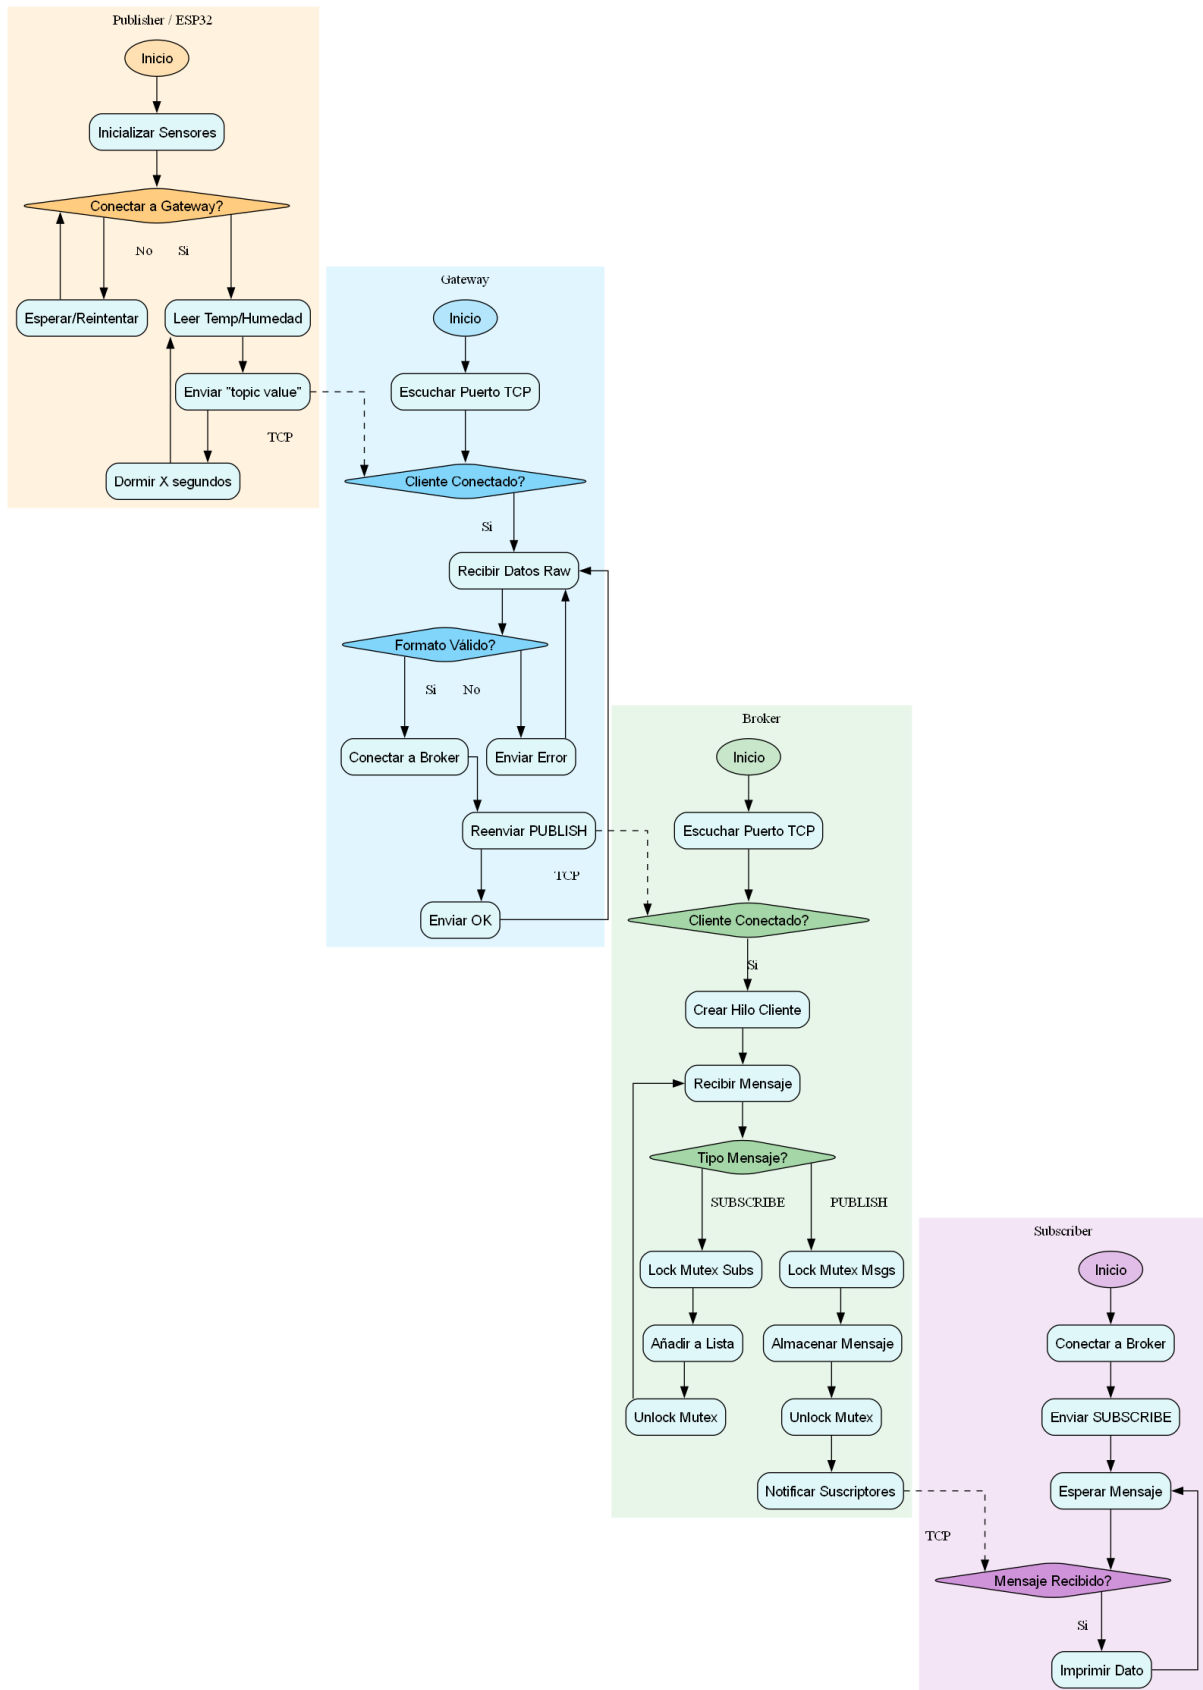 Publisher / ESP32
Inicio
Inicializar Sensores
Conectar a Gateway?
No
Si
Esperar/Reintentar
Leer Temp/Humedad
Enviar "topic value"
TCP
Dormir X segundos
Gateway
Inicio
Escuchar Puerto TCP
Cliente Conectado?
Si
Recibir Datos Raw
Formato Válido?
Si
No
Conectar a Broker
Enviar Error
Reenviar PUBLISH
TCP
Enviar OK
Broker
Inicio
Escuchar Puerto TCP
Cliente Conectado?
Si
Crear Hilo Cliente
Recibir Mensaje
Tipo Mensaje?
SUBSCRIBE
PUBLISH
Lock Mutex Subs
Lock Mutex Msgs
Añadir a Lista
Almacenar Mensaje
Unlock Mutex
Unlock Mutex
Notificar Suscriptores
TCP
Subscriber
Inicio
Conectar a Broker
Enviar SUBSCRIBE
Esperar Mensaje
Mensaje Recibido?
Si
Imprimir Dato